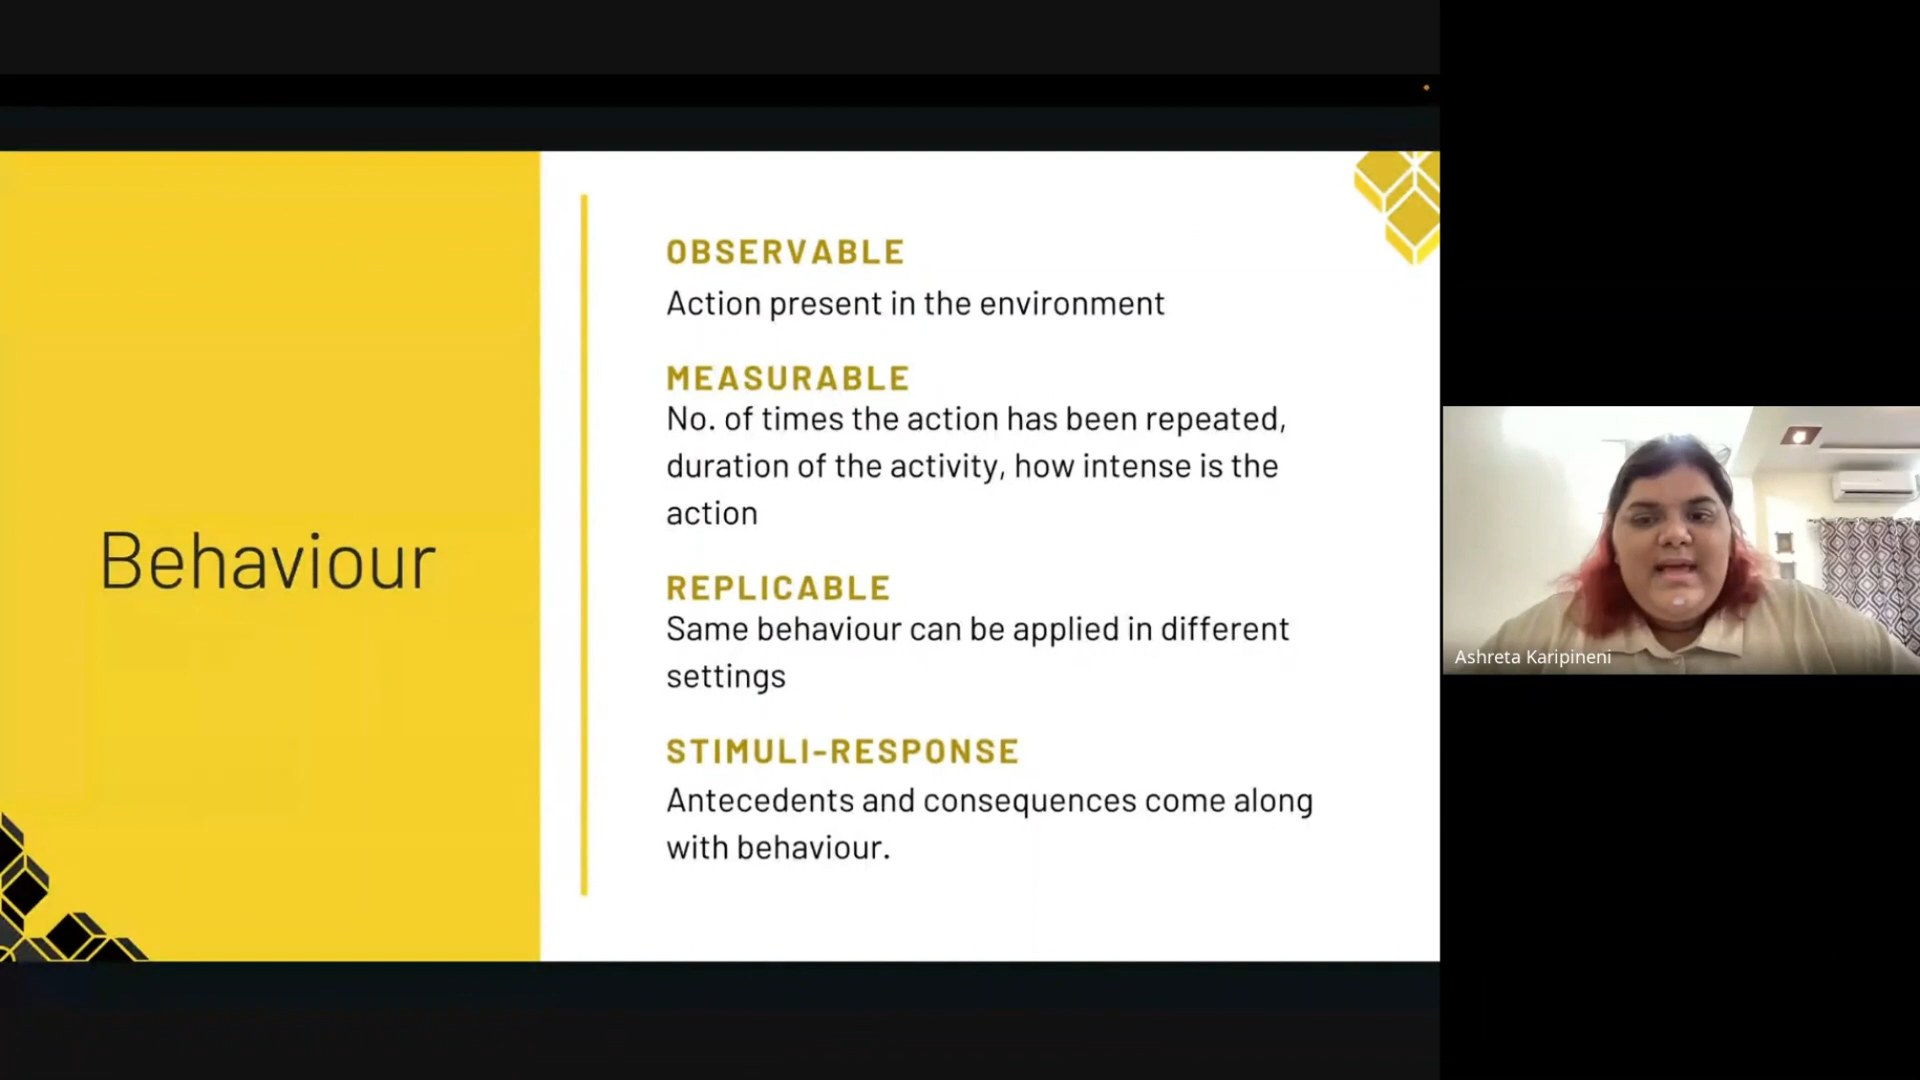 Behaviour
OBSERVABLE
Action present in the environment
MEASURABLE
No. of times the action has been repeated,
duration of the activity, how intense is the
action
REPLICABLE
Same behaviour can be applied in different
settings
STIMULI-RESPONSE
Antecedents and consequences come along
with behaviour.
Ashreta Karipineni